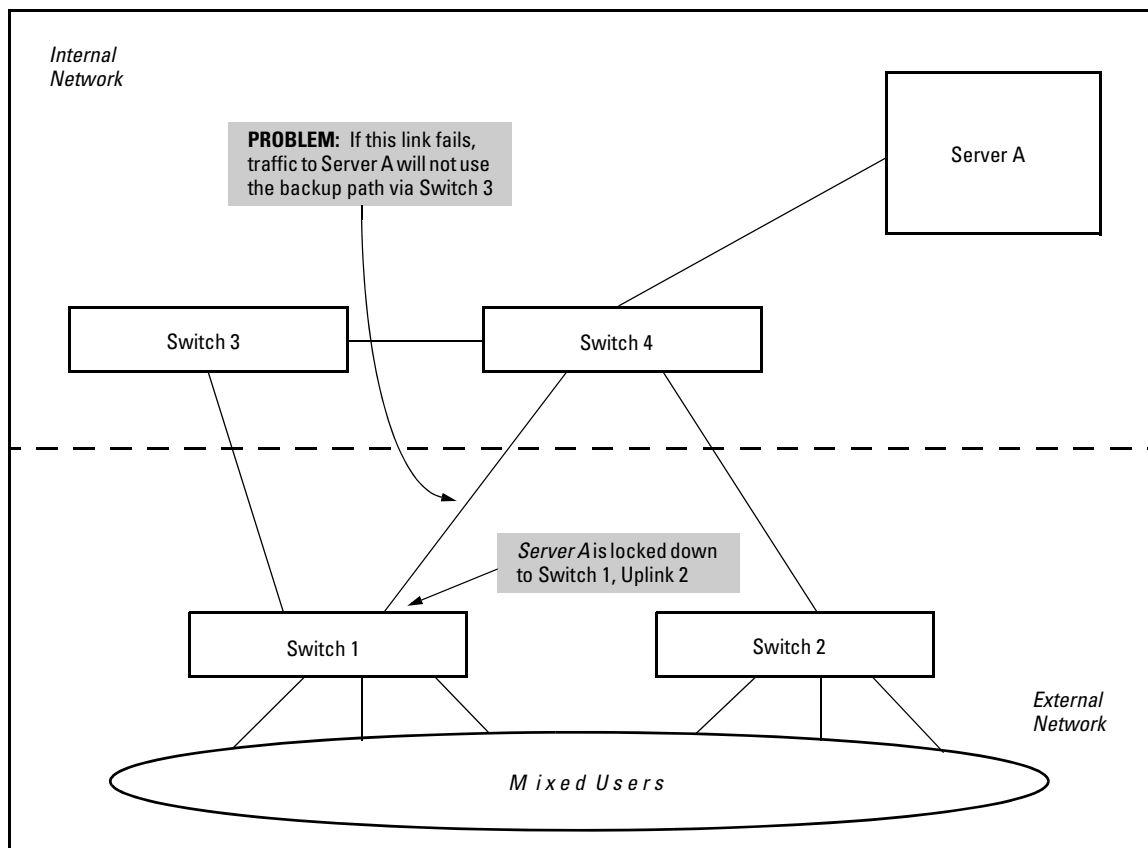 Internal
Network
PROBLEM: If this link fails,
traffic to Server A will not use
the backup path via Switch 3
Server A
Switch 3
Switch 4
Server A is locked down
to Switch 1, Uplink 2
Switch 1
Switch 2
External
Network
Mixed Users